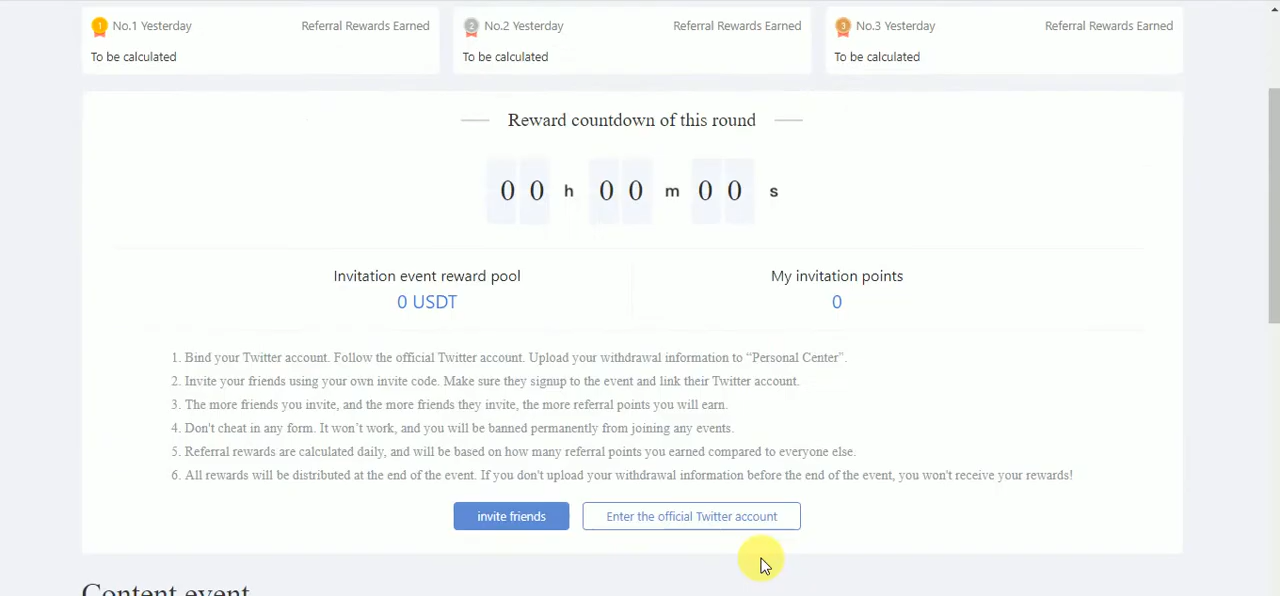 1 No.1 Yesterday Referral Rewards Earned 2 No.2 Yesterday Referral Rewards Earned 3 No.3 Yesterday Referral Rewards Earned
To be calculated To be calculated To be calculated
Reward countdown of this round
00 h 00 m 00 s
Invitation event reward pool My invitation points
0 USDT 0
1. Bind your Twitter account. Follow the official Twitter account. Upload your withdrawal information to “Personal Center”.
2. Invite your friends using your own invite code. Make sure they signup to the event and link their Twitter account.
3. The more friends you invite, and the more friends they invite, the more referral points you will earn.
4. Don't cheat in any form. It won’t work, and you will be banned permanently from joining any events.
5. Referral rewards are calculated daily, and will be based on how many referral points you earned compared to everyone else.
6. All rewards will be distributed at the end of the event. If you don't upload your withdrawal information before the end of the event, you won't receive your rewards!
invite friends Enter the official Twitter account
Content event